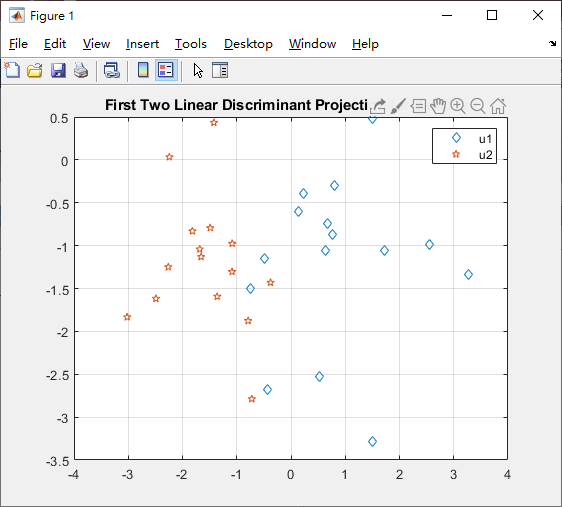 Figure 1
File Edit View Insert Tools Desktop Window Help
First Two Linear Discriminant Projecti
u1
u2
0.5
0
-0.5
-1
-1.5
-2
-2.5
-3
-3.5
-4 -3 -2 -1 0 1 2 3 4